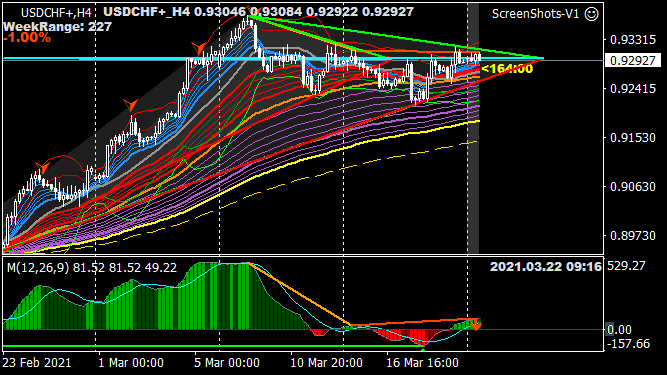 USDCHF+,H4 USDCHF+_H4 0.93046 0.93084 0.92922 0.92927 ScreenShots-V1 ☺
WeekRange: 227
-1.00%
0.93315
0.92927
<164:00
0.92415
0.91530
0.90630
0.89730
M(12,26,9) 81.52 81.52 49.22 2021.03.22 09:16
529.27
0.00
-157.66
23 Feb 2021 1 Mar 00:00 5 Mar 00:00 10 Mar 20:00 16 Mar 16:00